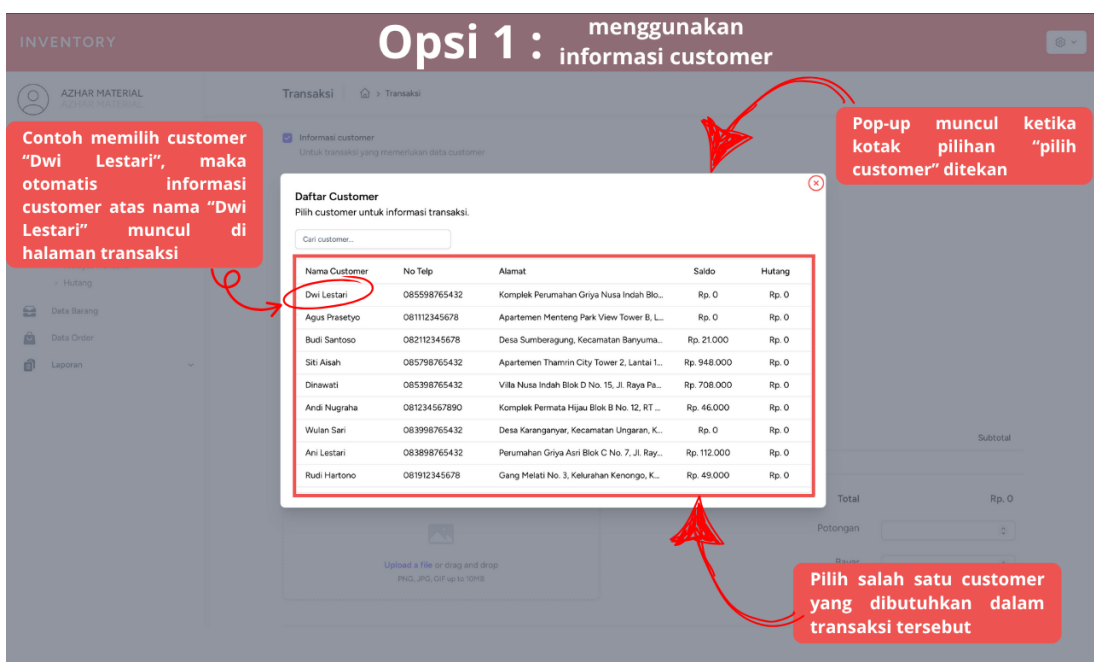 INVENTORY
Opsi 1 :
menggunakan
informasi customer
AZHAR MATERIAL
AZHAR MATERIAL
Transaksi
> Transaksi
Informasi customer
Untuk transaksi yang memerlukan data customer
Contoh memilih customer
“Dwi Lestari”, maka
otomatis informasi
customer atas nama “Dwi
Lestari” muncul di
halaman transaksi
Pop-up muncul ketika
kotak pilihan “pilih
customer” ditekan
> Hutang
Data Barang
Data Order
Laporan
Daftar Customer
Pilih customer untuk informasi transaksi.
Cari customer...
Nama Customer No Telp Alamat Saldo Hutang
Dwi Lestari 085598765432 Komplek Perumahan Griya Nusa Indah Blo... Rp. 0 Rp. 0
Agus Prasetyo 081112345678 Apartemen Menteng Park View Tower B, L... Rp. 0 Rp. 0
Budi Santoso 082112345678 Desa Sumberagung, Kecamatan Banyuma... Rp. 21.000 Rp. 0
Siti Aisah 085798765432 Apartemen Thamrin City Tower 2, Lantai 1... Rp. 948.000 Rp. 0
Dinawati 085398765432 Villa Nusa Indah Blok D No. 15, Jl. Raya Pa... Rp. 708.000 Rp. 0
Andi Nugraha 081234567890 Komplek Permata Hijau Blok B No. 12, RT ... Rp. 46.000 Rp. 0
Wulan Sari 083998765432 Desa Karanganyar, Kecamatan Ungaran, K... Rp. 0 Rp. 0
Ani Lestari 083898765432 Perumahan Griya Asri Blok C No. 7, Jl. Ray... Rp. 112.000 Rp. 0
Rudi Hartono 081912345678 Gang Melati No. 3, Kelurahan Kenongo, K... Rp. 49.000 Rp. 0
Subtotal
Total Rp. 0
Potongan
Upload a file or drag and drop
PNG, JPG, GIF up to 10MB
Bayar
Pilih salah satu customer
yang dibutuhkan dalam
transaksi tersebut